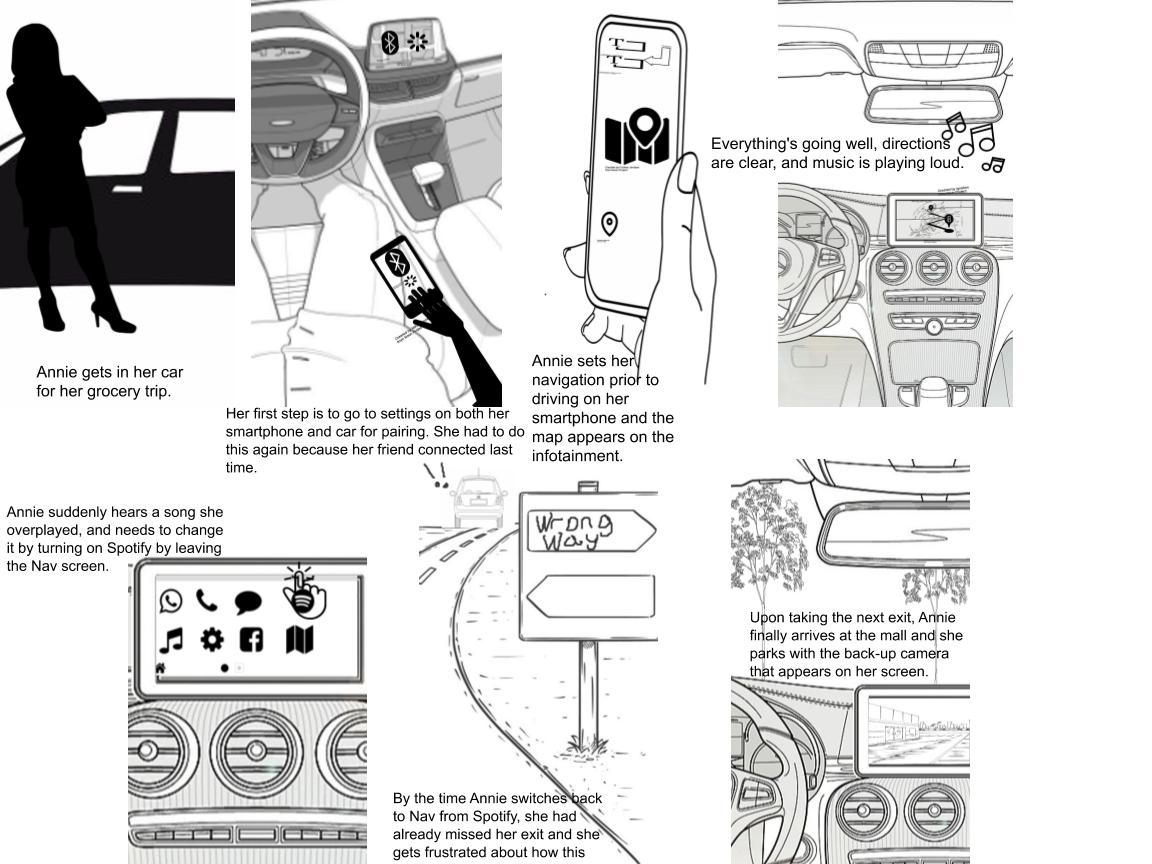 Annie gets in her car
for her grocery trip.
Her first step is to go to settings on both her
smartphone and car for pairing. She had to do
this again because her friend connected last
time.
Annie sets her
navigation prior to
driving on her
smartphone and the
map appears on the
infotainment.
Everything's going well, directions
are clear, and music is playing loud.
Annie suddenly hears a song she
overplayed, and needs to change
it by turning on Spotify by leaving
the Nav screen.
!!
Wrong
Way
By the time Annie switches back
to Nav from Spotify, she had
already missed her exit and she
gets frustrated about how this
Upon taking the next exit, Annie
finally arrives at the mall and she
parks with the back-up camera
that appears on her screen.